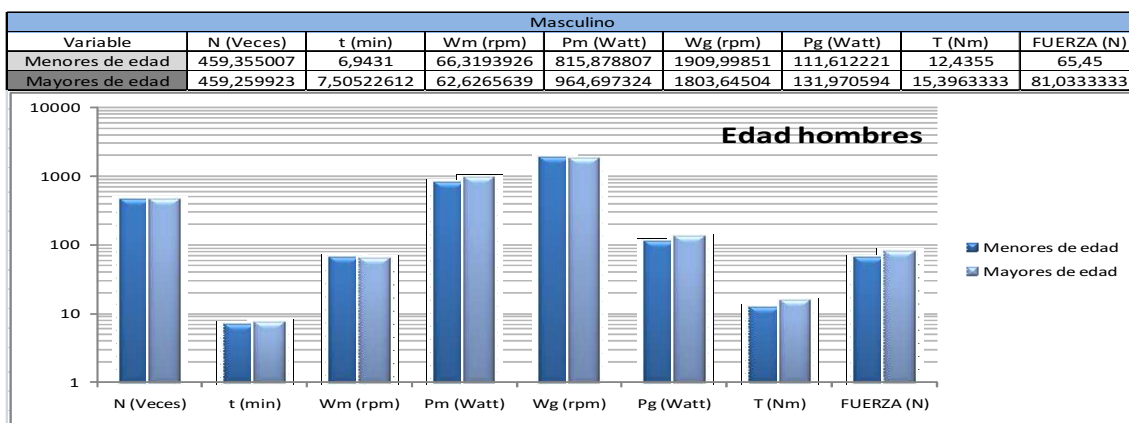 Masculino
Variable N (Veces) t (min) Wm (rpm) Pm (Watt) Wg (rpm) Pg (Watt) T (Nm) FUERZA (N)
Menores de edad 459,355007 6,9431 66,3193926 815,878807 1909,99851 111,612221 12,4355 65,45
Mayores de edad 459,259923 7,50522612 62,6265639 964,697324 1803,64504 131,970594 15,3963333 81,0333333
Edad hombres
10000
1000
100
10
1
N (Veces) t (min) Wm (rpm) Pm (Watt) Wg (rpm) Pg (Watt) T (Nm) FUERZA (N)
Menores de edad
Mayores de edad